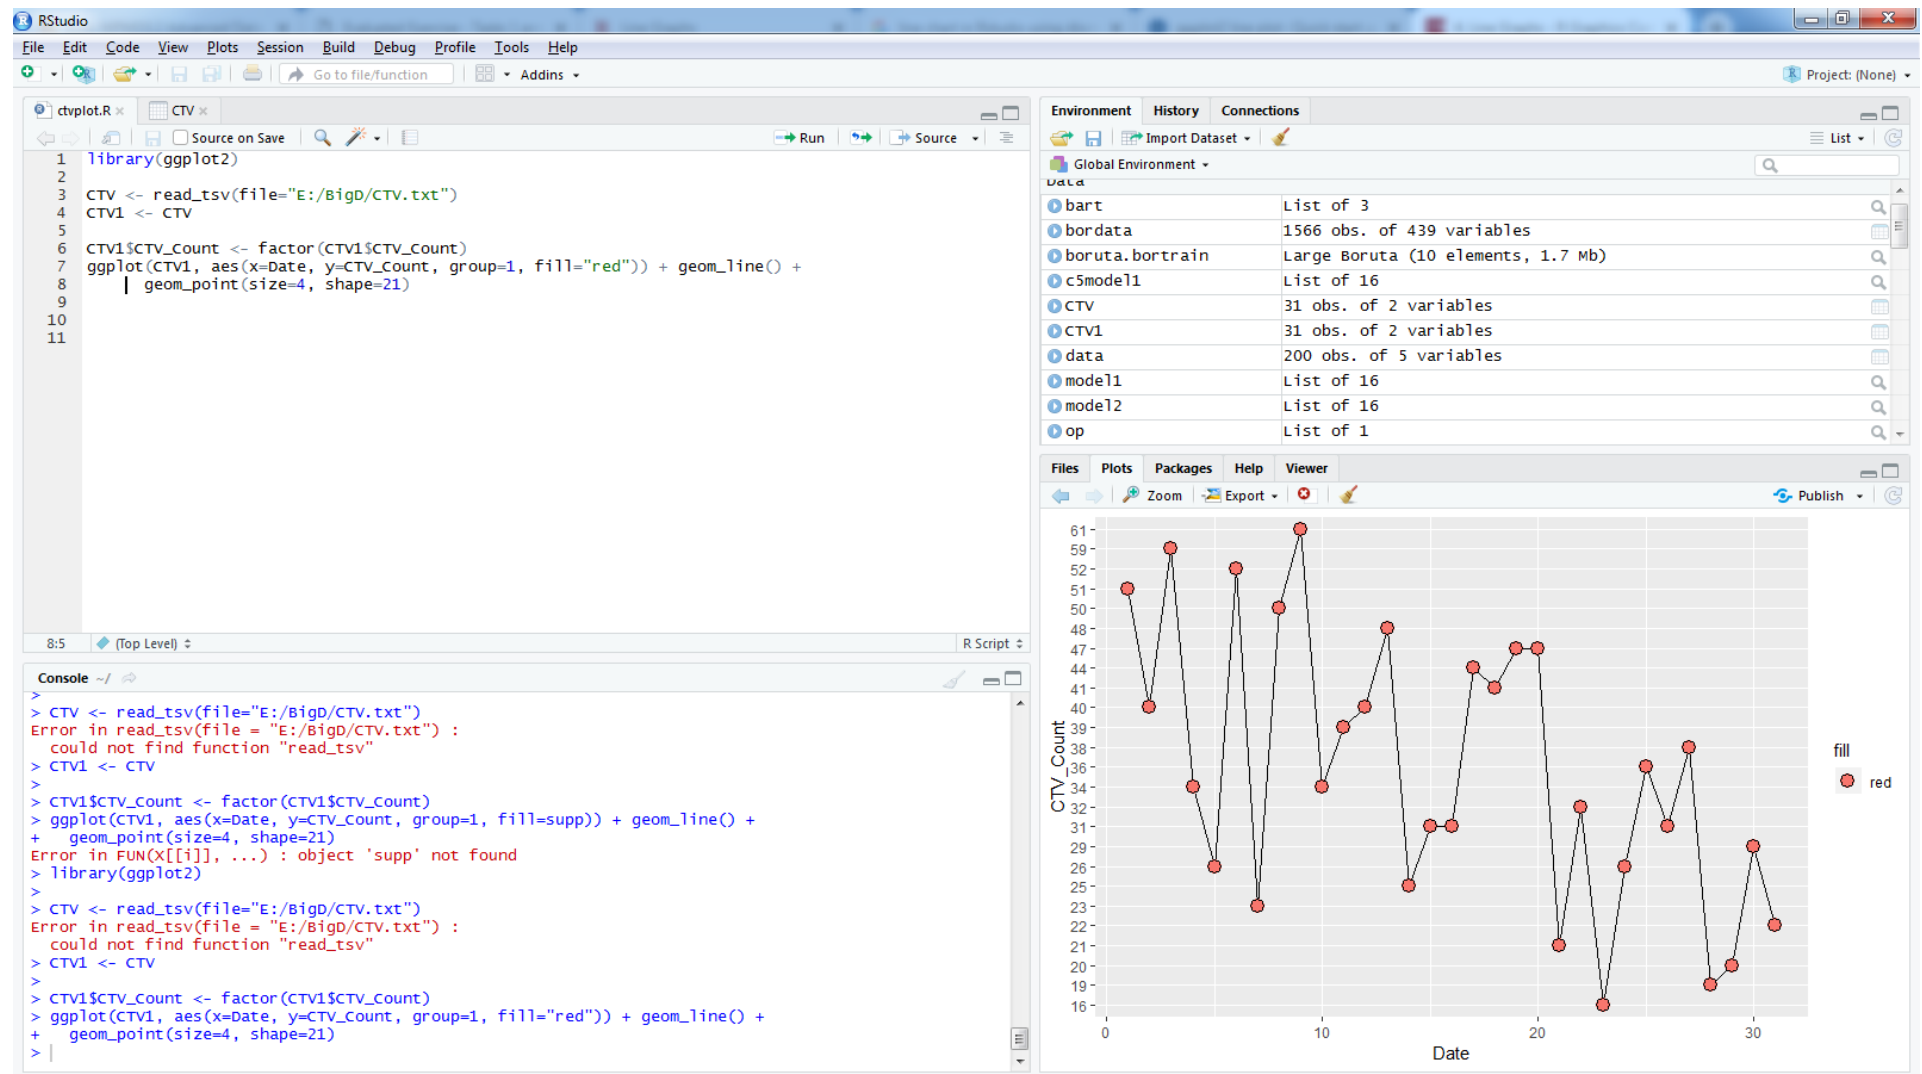 RStudio
File Edit Code View Plots Session Build Debug Profile Tools Help
Go to file/function Addins Project: (None)
ctvplot.R CTV
Source on Save Run Source
1 library(ggplot2)
2
3 CTV <- read_tsv(file="E:/BigD/CTV.txt")
4 CTV1 <- CTV
5
6 CTV1$CTV_Count <- factor(CTV1$CTV_Count)
7 ggplot(CTV1, aes(x=Date, y=CTV_Count, group=1, fill="red")) + geom_line() +
8 geom_point(size=4, shape=21)
9
10
11
8:5 (Top Level) R Script
Console ~/
>
> CTV <- read_tsv(file="E:/BigD/CTV.txt")
Error in read_tsv(file = "E:/BigD/CTV.txt") :
could not find function "read_tsv"
> CTV1 <- CTV
>
> CTV1$CTV_Count <- factor(CTV1$CTV_Count)
> ggplot(CTV1, aes(x=Date, y=CTV_Count, group=1, fill=supp)) + geom_line() +
+ geom_point(size=4, shape=21)
Error in FUN(X[[i]], ...) : object 'supp' not found
> library(ggplot2)
>
> CTV <- read_tsv(file="E:/BigD/CTV.txt")
Error in read_tsv(file = "E:/BigD/CTV.txt") :
could not find function "read_tsv"
> CTV1 <- CTV
>
> CTV1$CTV_Count <- factor(CTV1$CTV_Count)
> ggplot(CTV1, aes(x=Date, y=CTV_Count, group=1, fill="red")) + geom_line() +
+ geom_point(size=4, shape=21)
>
Environment History Connections
Import Dataset List
Global Environment
Data
bart List of 3
bordata 1566 obs. of 439 variables
boruta.bortrain Large Boruta (10 elements, 1.7 Mb)
c5model1 List of 16
CTV 31 obs. of 2 variables
CTV1 31 obs. of 2 variables
data 200 obs. of 5 variables
model1 List of 16
model2 List of 16
op List of 1
Files Plots Packages Help Viewer
Zoom Export Publish
61
59
52
51
50
48
47
44
41
40
39
38
36
34
32
31
29
26
25
23
22
21
20
19
16
CTV_Count
0 10 20 30
Date
fill
red